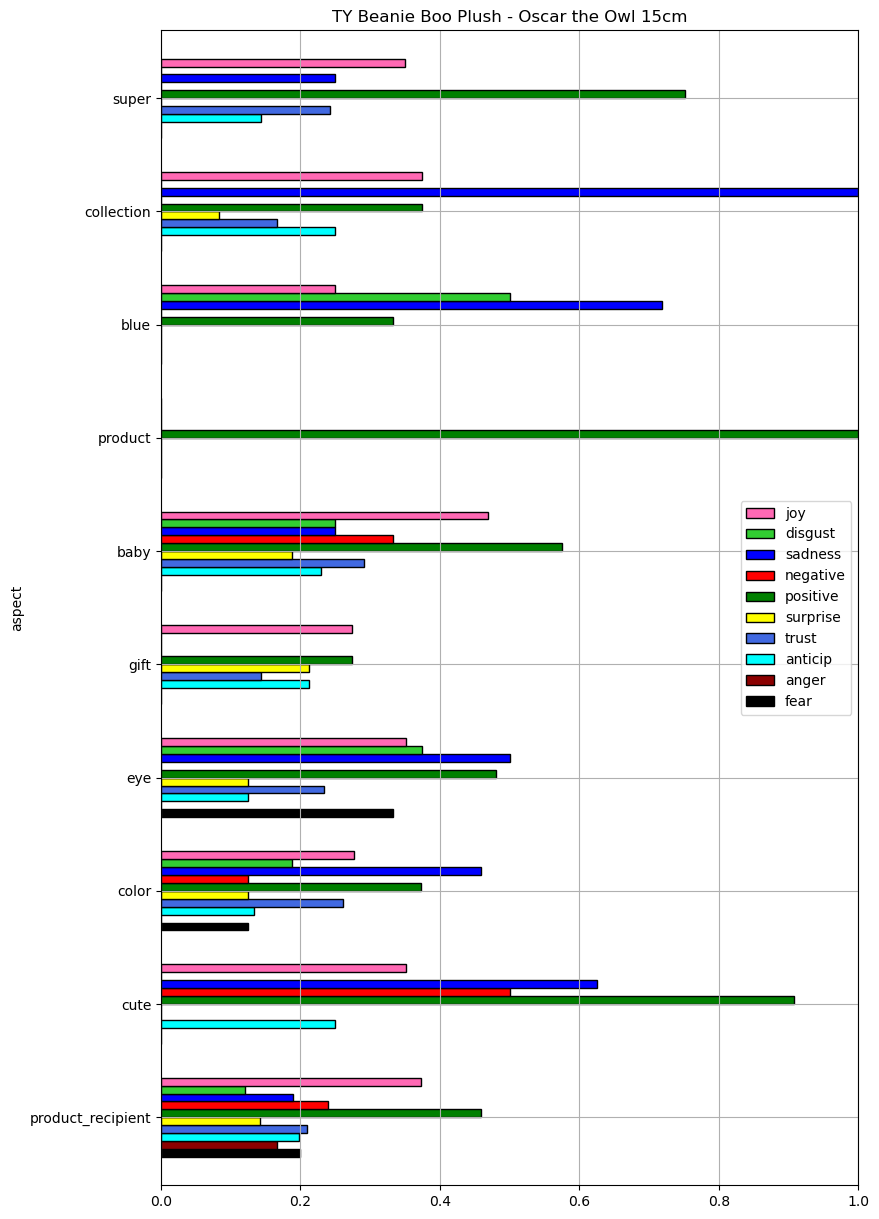 TY Beanie Boo Plush - Oscar the Owl 15cm
super
collection
blue
product
baby
gift
eye
color
cute
product_recipient
aspect
joy
disgust
sadness
negative
positive
surprise
trust
anticip
anger
fear
0.0 0.2 0.4 0.6 0.8 1.0